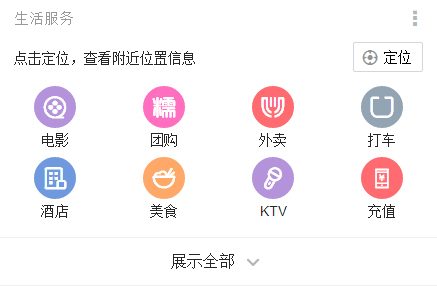 生活服务
点击定位，查看附近位置信息 定位
糯
电影 团购 外卖 打车
¥
酒店 美食 KTV 充值
展示全部